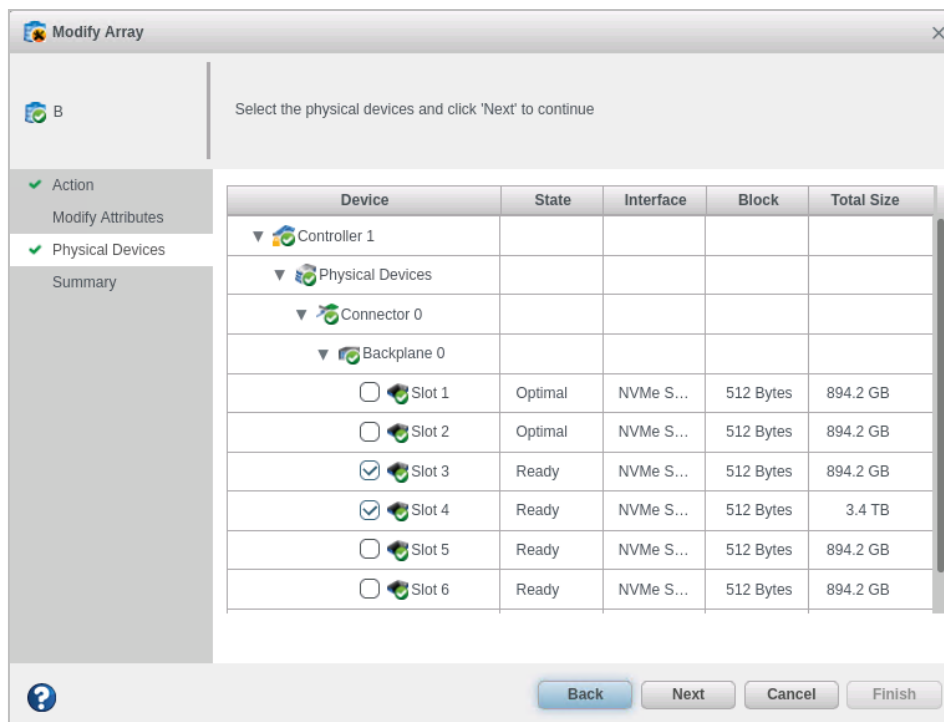 Modify Array
B
Select the physical devices and click 'Next' to continue
Action
Modify Attributes
Physical Devices
Summary
Device State Interface Block Total Size
Controller 1
Physical Devices
Connector 0
Backplane 0
Slot 1 Optimal NVMe S... 512 Bytes 894.2 GB
Slot 2 Optimal NVMe S... 512 Bytes 894.2 GB
Slot 3 Ready NVMe S... 512 Bytes 894.2 GB
Slot 4 Ready NVMe S... 512 Bytes 3.4 TB
Slot 5 Ready NVMe S... 512 Bytes 894.2 GB
Slot 6 Ready NVMe S... 512 Bytes 894.2 GB
? Back Next Cancel Finish